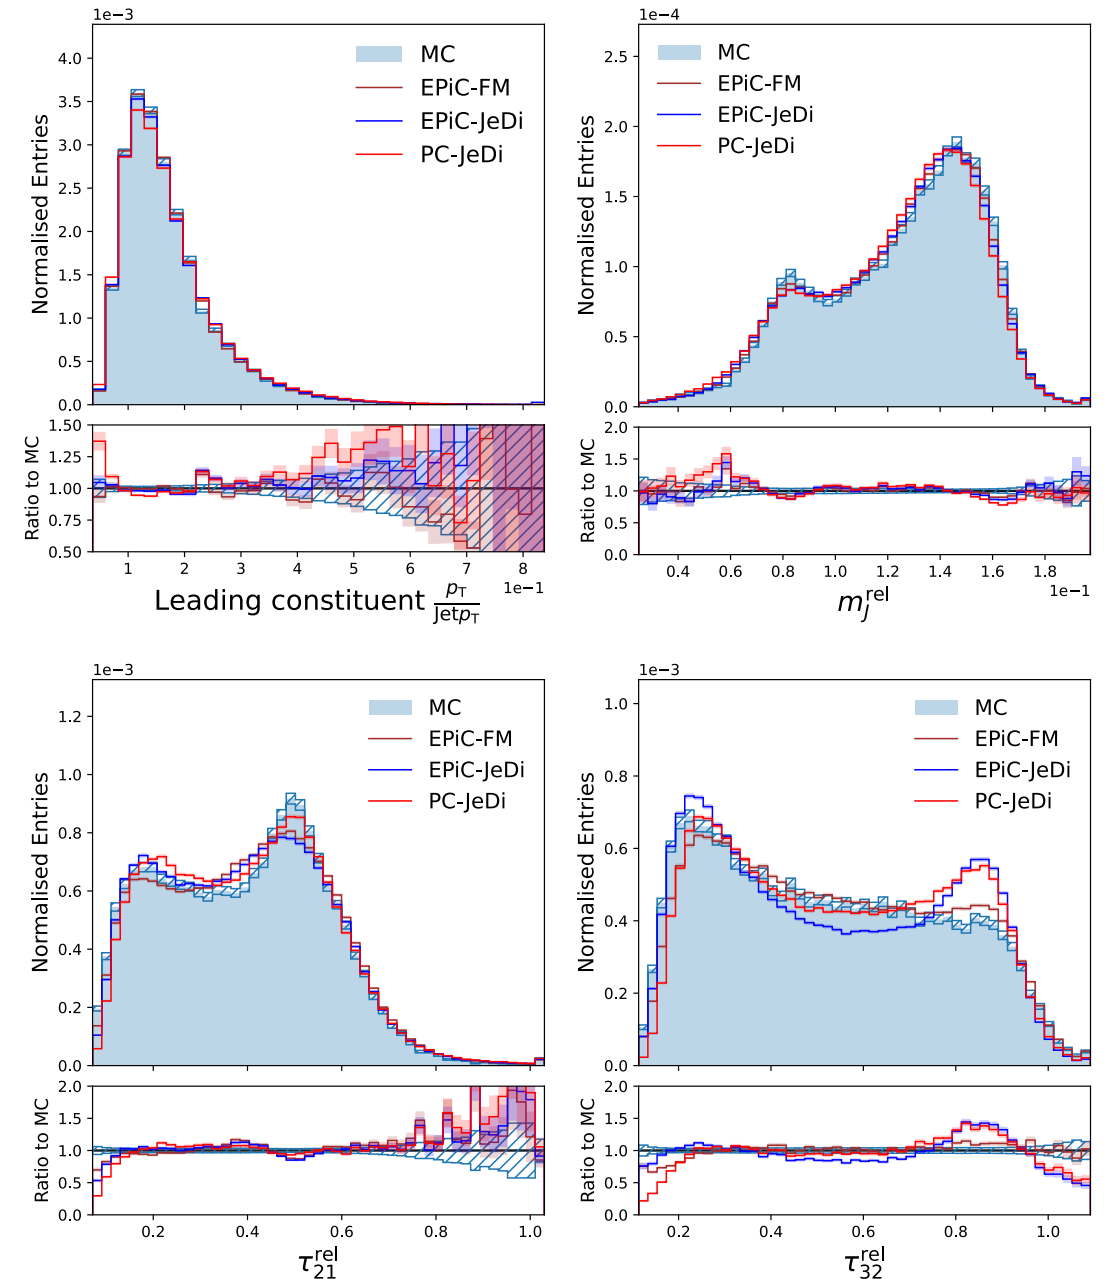 1e−3
Normalised Entries
4.0
3.5
3.0
2.5
2.0
1.5
1.0
0.5
0.0
MC
EPiC-FM
EPiC-JeDi
PC-JeDi
Ratio to MC
1.50
1.25
1.00
0.75
0.50
1 2 3 4 5 6 7 8
1e−1
Leading constituent p_T / Jet p_T
1e−4
Normalised Entries
2.5
2.0
1.5
1.0
0.5
0.0
MC
EPiC-FM
EPiC-JeDi
PC-JeDi
Ratio to MC
2.0
1.5
1.0
0.5
0.0
0.4 0.6 0.8 1.0 1.2 1.4 1.6 1.8
1e−1
m_J^rel
1e−3
Normalised Entries
1.2
1.0
0.8
0.6
0.4
0.2
0.0
MC
EPiC-FM
EPiC-JeDi
PC-JeDi
Ratio to MC
2.0
1.5
1.0
0.5
0.0
0.2 0.4 0.6 0.8 1.0
τ_21^rel
1e−3
Normalised Entries
1.0
0.8
0.6
0.4
0.2
0.0
MC
EPiC-FM
EPiC-JeDi
PC-JeDi
Ratio to MC
2.0
1.5
1.0
0.5
0.0
0.2 0.4 0.6 0.8 1.0
τ_32^rel